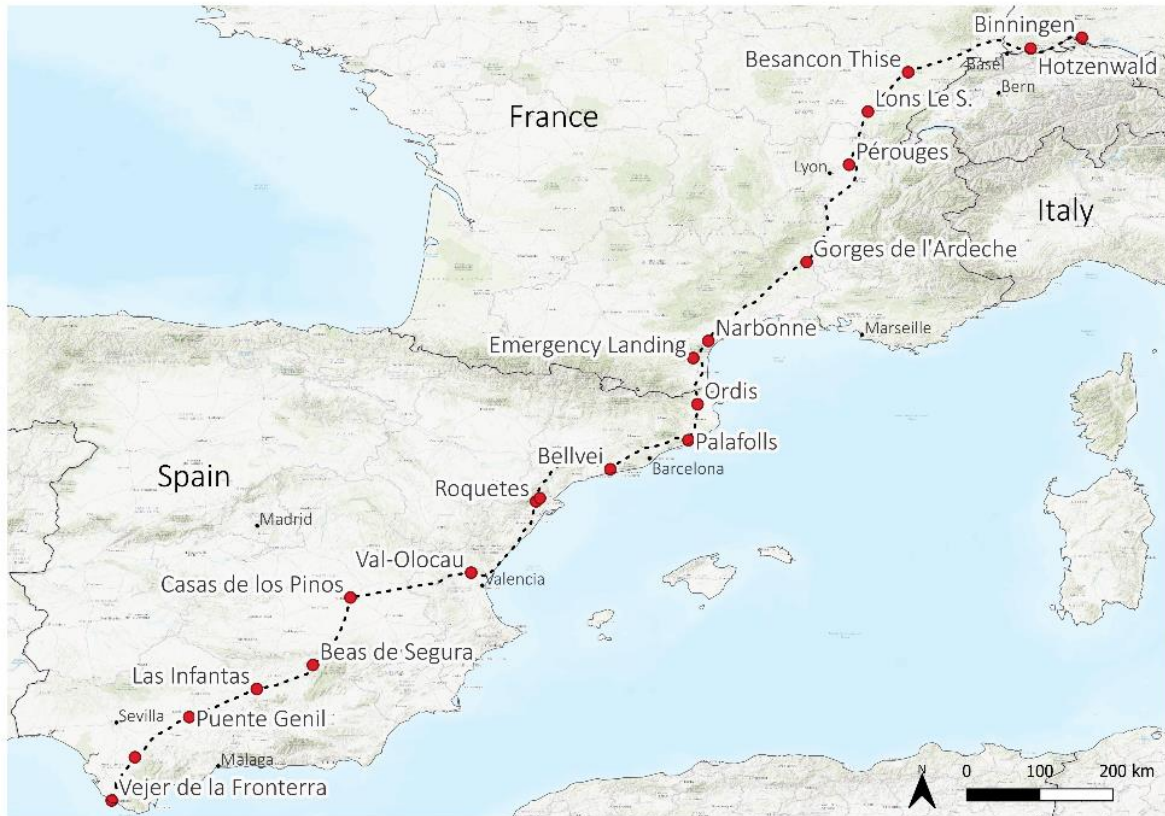 Binningen
Besancon Thise
Basel
Hotzenwald
Bern
Lons Le S.
France
Pérouges
Lyon
Italy
Gorges de l'Ardeche
Narbonne
Marseille
Emergency Landing
Ordis
Palafolls
Bellvei
Barcelona
Spain
Roquetes
Madrid
Val-Olocau
Valencia
Casas de los Pinos
Beas de Segura
Las Infantas
Sevilla
Puente Genil
Malaga
Vejer de la Fronterra
N
0 100 200 km